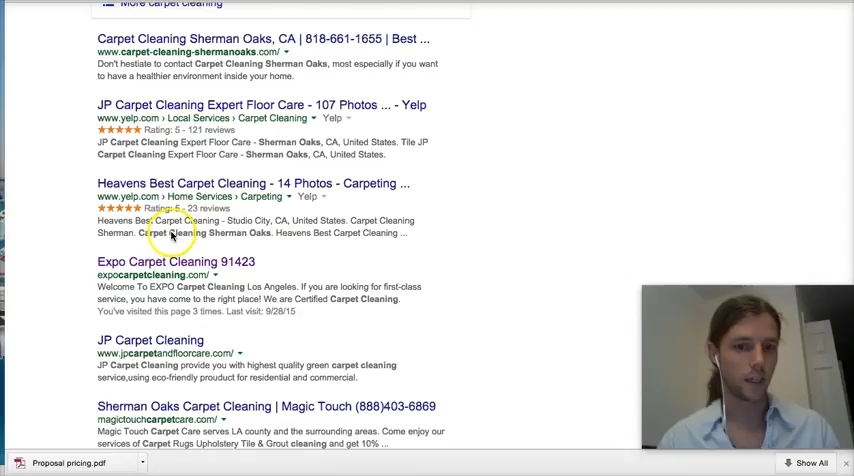 More carpet cleaning
Carpet Cleaning Sherman Oaks, CA | 818-661-1655 | Best ...
www.carpet-cleaning-shermanoaks.com/
Don't hestiate to contact Carpet Cleaning Sherman Oaks, most especially if you want
to have a healthier environment inside your home.
JP Carpet Cleaning Expert Floor Care - 107 Photos ... - Yelp
www.yelp.com › Local Services › Carpet Cleaning Yelp
Rating: 5 - 121 reviews
JP Carpet Cleaning Expert Floor Care - Sherman Oaks, CA, United States. Tile JP
Carpet Cleaning Expert Floor Care - Sherman Oaks, CA, United States.
Heavens Best Carpet Cleaning - 14 Photos - Carpeting ...
www.yelp.com › Home Services › Carpeting Yelp
Rating: 5 - 23 reviews
Heavens Best Carpet Cleaning - Studio City, CA, United States. Carpet Cleaning
Sherman. Carpet Cleaning Sherman Oaks. Heavens Best Carpet Cleaning ...
Expo Carpet Cleaning 91423
expocarpetcleaning.com/
Welcome To EXPO Carpet Cleaning Los Angeles. If you are looking for first-class
service, you have come to the right place! We are Certified Carpet Cleaning.
You've visited this page 3 times. Last visit: 9/28/15
JP Carpet Cleaning
www.jpcarpetandfloorcare.com/
JP Carpet Cleaning provide you with highest quality green carpet cleaning
service,using eco-friendly prouduct for residential and commercial.
Sherman Oaks Carpet Cleaning | Magic Touch (888)403-6869
magictouchcarpetcare.com/
Magic Touch Carpet Care serves LA county and the surrounding areas. Come enjoy our
services of Carpet Rugs Upholstery Tile & Grout cleaning and get 10% ...
Proposal pricing.pdf
Show All